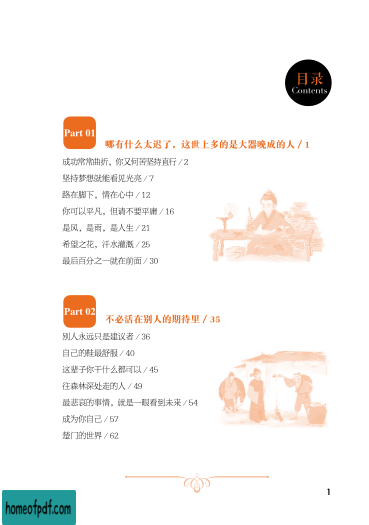 目录
Contents
Part 01
哪有什么太迟了，这世上多的是大器晚成的人 / 1
成功常常曲折，你又何苦坚持直行 / 2
坚持梦想就能看见光亮 / 7
路在脚下，情在心中 / 12
你可以平凡，但请不要平庸 / 16
是风，是雨，是人生 / 21
希望之花，汗水灌溉 / 25
最后百分之一就在前面 / 30
Part 02
不必活在别人的期待里 / 35
别人永远只是建议者 / 36
自己的鞋最舒服 / 40
这辈子你干什么都可以 / 45
往森林深处走的人 / 49
最悲哀的事情，就是一眼看到未来 / 54
成为你自己 / 57
楚门的世界 / 62
1
homeofpdf.com